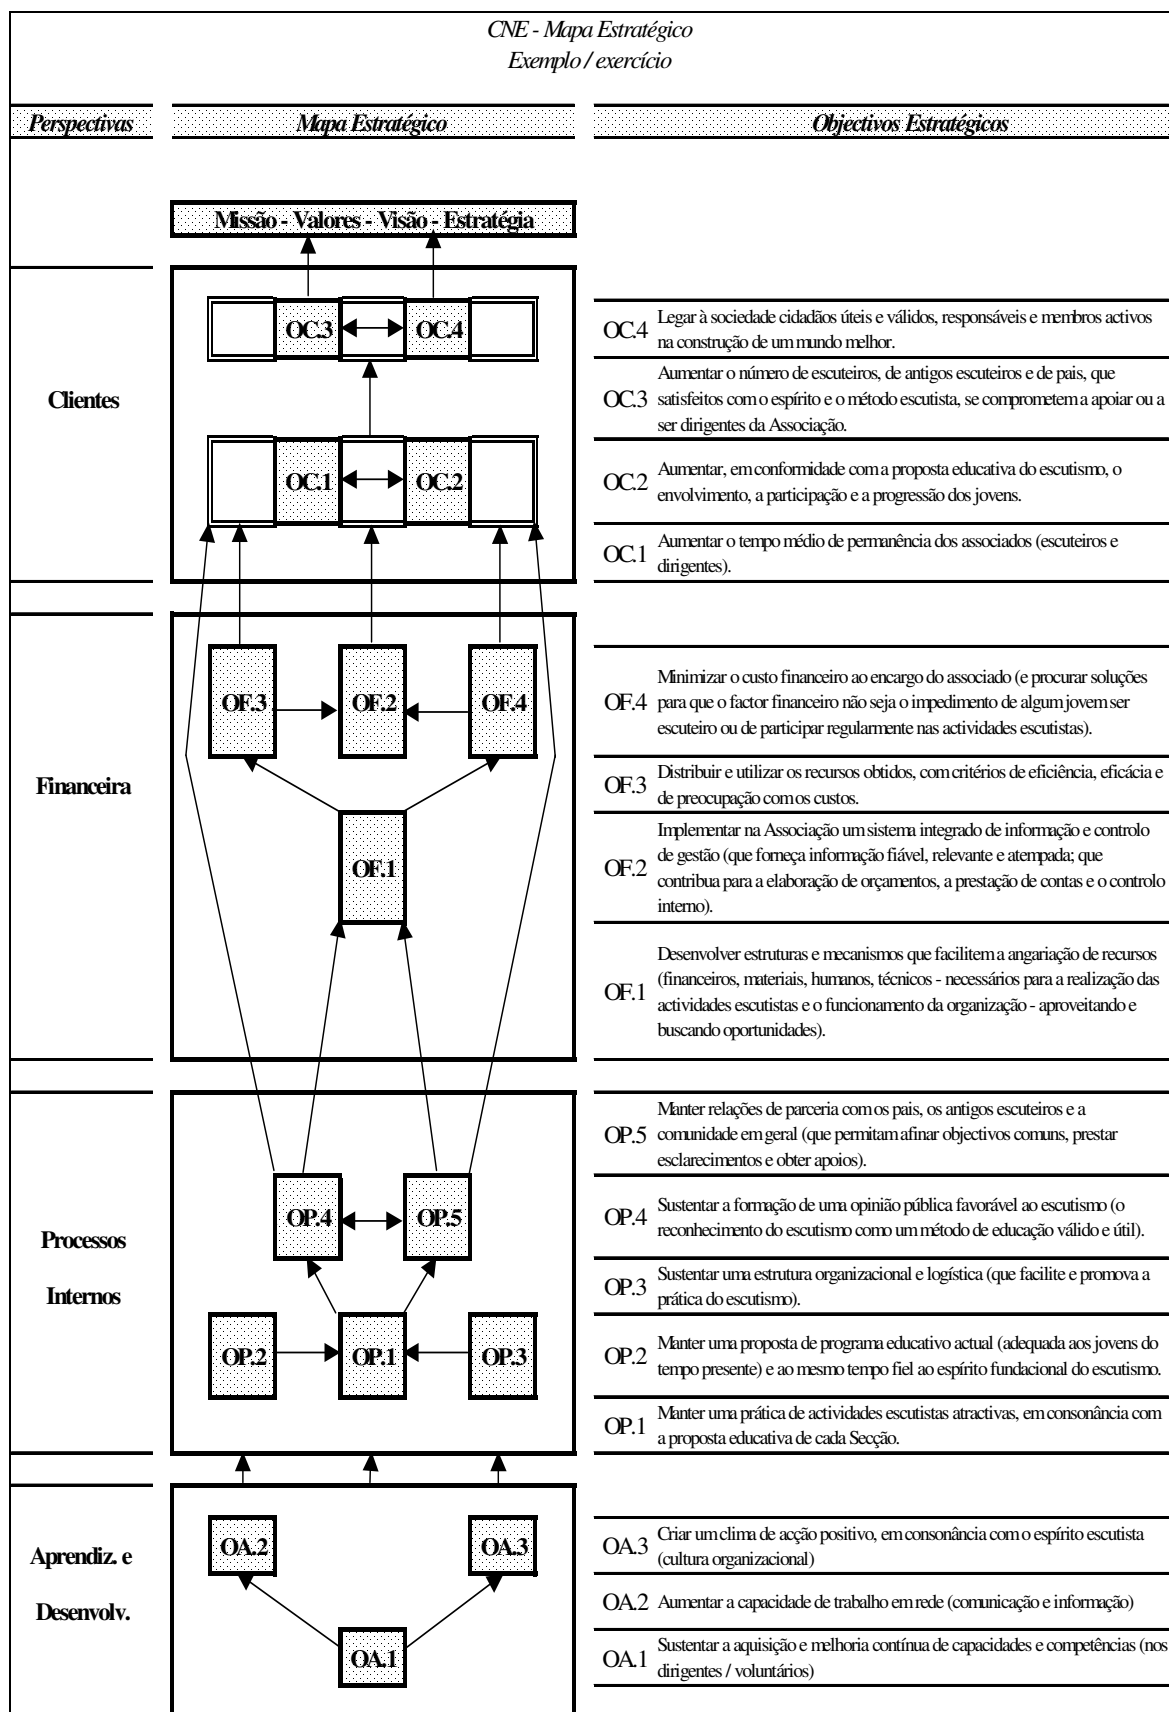 CNE - Mapa Estratégico
Exemplo / exercício
Perspectivas
Mapa Estratégico
Objectivos Estratégicos
Missão - Valores - Visão - Estratégia
Clientes
OC.3
OC.4
OC.1
OC.2
OC.4 Legar à sociedade cidadãos úteis e válidos, responsáveis e membros activos
na construção de um mundo melhor.
OC.3 Aumentar o número de escuteiros, de antigos escuteiros e de pais, que
satisfeitos com o espírito e o método escutista, se comprometem a apoiar ou a
ser dirigentes da Associação.
OC.2 Aumentar, em conformidade com a proposta educativa do escutismo, o
envolvimento, a participação e a progressão dos jovens.
OC.1 Aumentar o tempo médio de permanência dos associados (escuteiros e
dirigentes).
Financeira
OF.3
OF.2
OF.4
OF.1
OF.4 Minimizar o custo financeiro ao encargo do associado (e procurar soluções
para que o factor financeiro não seja o impedimento de algum jovem ser
escuteiro ou de participar regularmente nas actividades escutistas).
OF.3 Distribuir e utilizar os recursos obtidos, com critérios de eficiência, eficácia e
de preocupação com os custos.
OF.2 Implementar na Associação um sistema integrado de informação e controlo
de gestão (que forneça informação fiável, relevante e atempada; que
contribua para a elaboração de orçamentos, a prestação de contas e o controlo
interno).
OF.1 Desenvolver estruturas e mecanismos que facilitem a angariação de recursos
(financeiros, materiais, humanos, técnicos - necessários para a realização das
actividades escutistas e o funcionamento da organização - aproveitando e
buscando oportunidades).
Processos
Internos
OP.4
OP.5
OP.2
OP.1
OP.3
OP.5 Manter relações de parceria com os pais, os antigos escuteiros e a
comunidade em geral (que permitam afinar objectivos comuns, prestar
esclarecimentos e obter apoios).
OP.4 Sustentar a formação de uma opinião pública favorável ao escutismo (o
reconhecimento do escutismo como um método de educação válido e útil).
OP.3 Sustentar uma estrutura organizacional e logística (que facilite e promova a
prática do escutismo).
OP.2 Manter uma proposta de programa educativo actual (adequada aos jovens do
tempo presente) e ao mesmo tempo fiel ao espírito fundacional do escutismo.
OP.1 Manter uma prática de actividades escutistas atractivas, em consonância com
a proposta educativa de cada Secção.
Aprendiz. e
Desenvolv.
OA.2
OA.3
OA.1
OA.3 Criar um clima de acção positivo, em consonância com o espírito escutista
(cultura organizacional)
OA.2 Aumentar a capacidade de trabalho em rede (comunicação e informação)
OA.1 Sustentar a aquisição e melhoria contínua de capacidades e competências (nos
dirigentes / voluntários)